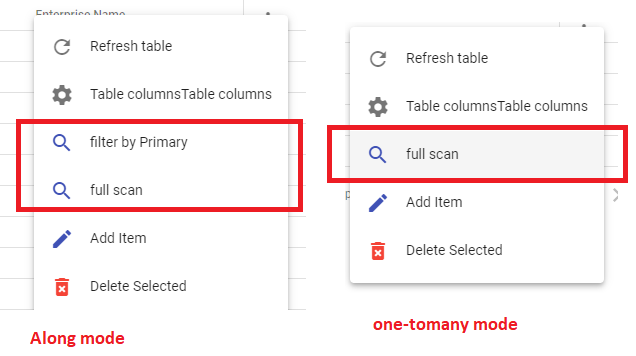 Enterprise Name
Refresh table
Table columnsTable columns
filter by Primary
full scan
Add Item
Delete Selected
Along mode
Refresh table
Table columnsTable columns
full scan
Add Item
Delete Selected
one-tomany mode